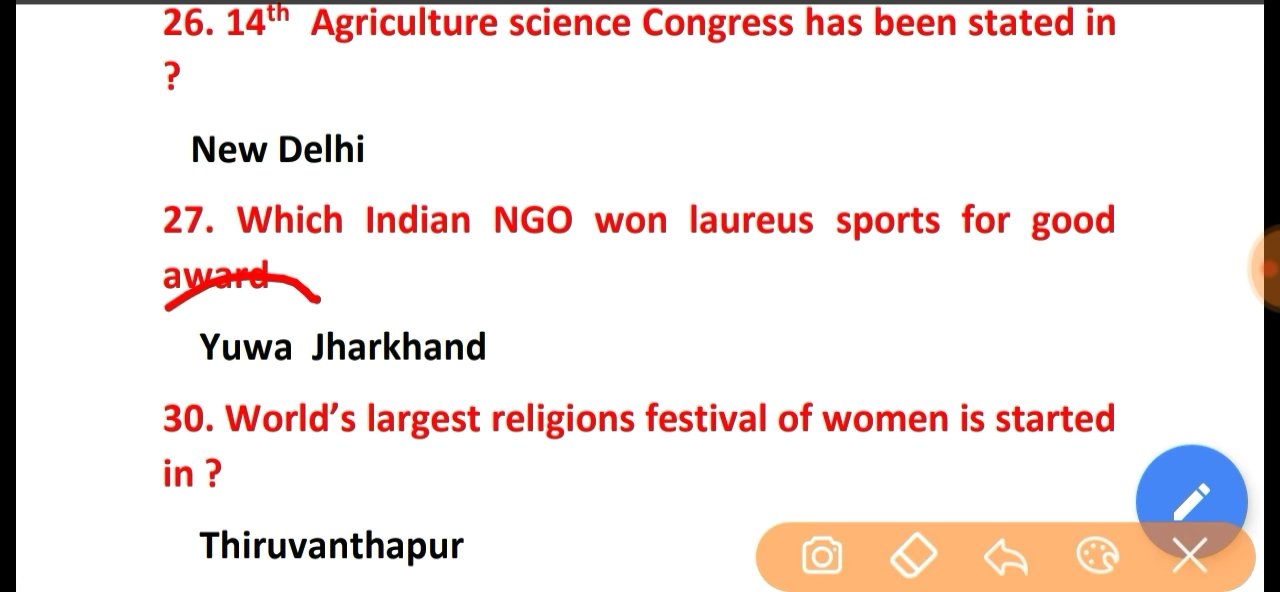 26. 14th Agriculture science Congress has been stated in
?
New Delhi
27. Which Indian NGO won laureus sports for good
award
Yuwa Jharkhand
30. World's largest religions festival of women is started
in ?
Thiruvanthapur